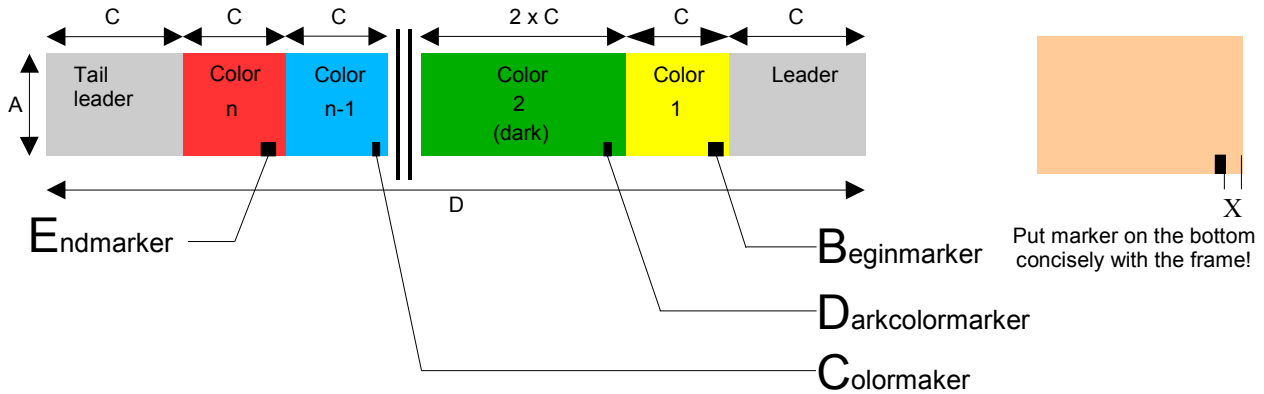 C C C 2 x C C C
A
Tail
leader
Color
n
Color
n-1
Color
2
(dark)
Color
1
Leader
D
X
Endmarker
Beginmarker
Put marker on the bottom
concisely with the frame!
Darkcolormarker
Colormaker